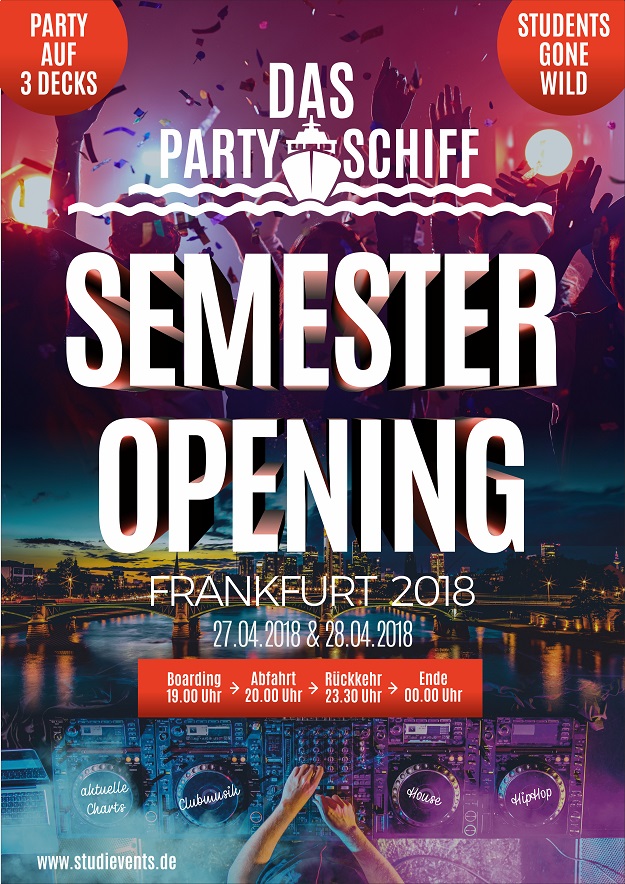 PARTY
AUF
3 DECKS
STUDENTS
GONE
WILD
DAS
PARTY SCHIFF
SEMESTER
OPENING
FRANKFURT 2018
27.04.2018 & 28.04.2018
Boarding → Abfahrt → Rückkehr → Ende
19.00 Uhr 20.00 Uhr 23.30 Uhr 00.00 Uhr
aktuelle
Charts
Clubmusik
House
HipHop
www.studievents.de